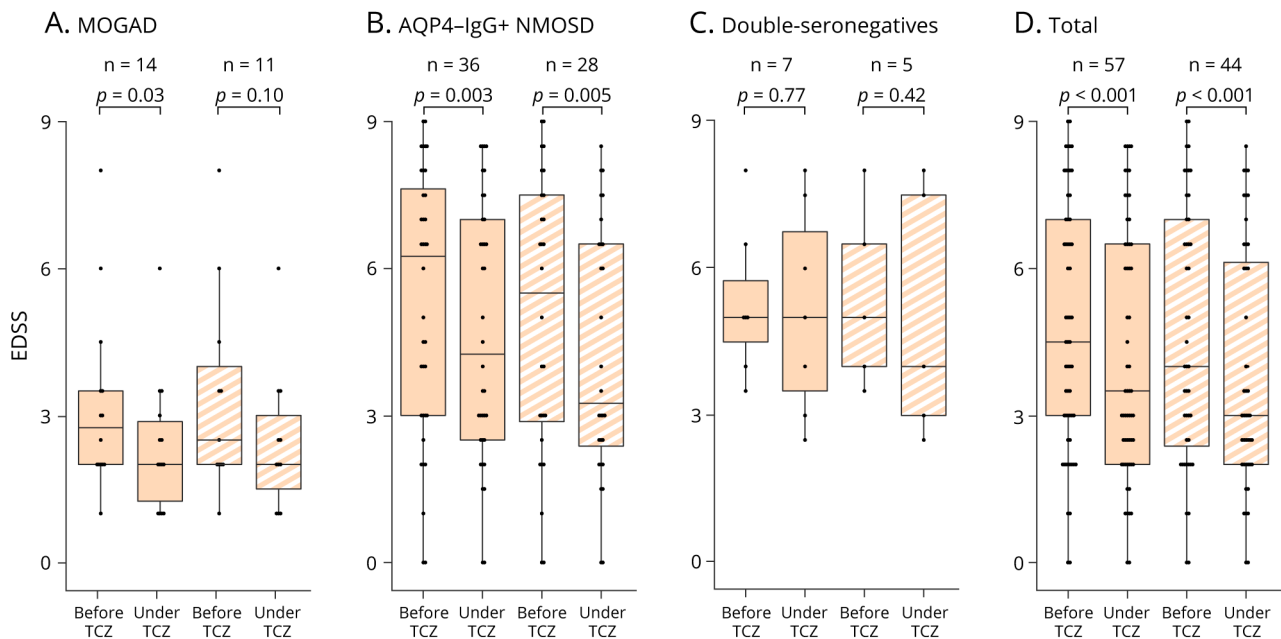 A. MOGAD
n = 14 n = 11
p = 0.03 p = 0.10
9
6
3
0
EDSS
Before TCZ
Under TCZ
Before TCZ
Under TCZ
B. AQP4–IgG+ NMOSD
n = 36 n = 28
p = 0.003 p = 0.005
9
6
3
0
Before TCZ
Under TCZ
Before TCZ
Under TCZ
C. Double-seronegatives
n = 7 n = 5
p = 0.77 p = 0.42
9
6
3
0
Before TCZ
Under TCZ
Before TCZ
Under TCZ
D. Total
n = 57 n = 44
p < 0.001 p < 0.001
9
6
3
0
Before TCZ
Under TCZ
Before TCZ
Under TCZ